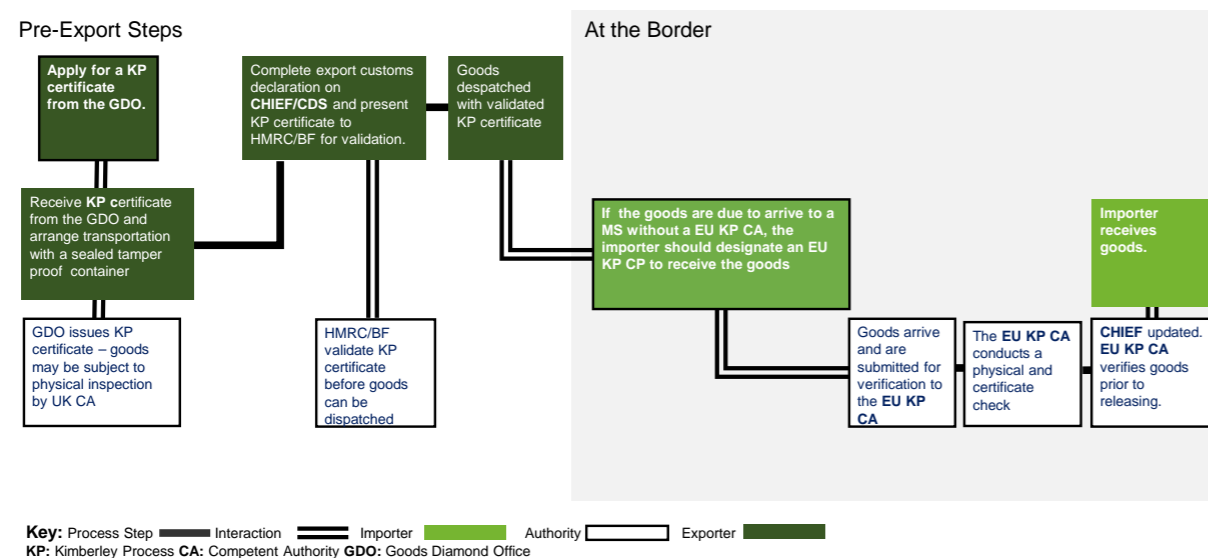 Pre-Export Steps
At the Border
Apply for a KP
certificate
from the GDO.
Complete export customs
declaration on
CHIEF/CDS and present
KP certificate to
HMRC/BF for validation.
Goods
despatched
with validated
KP certificate
Receive KP certificate
from the GDO and
arrange transportation
with a sealed tamper
proof container
If the goods are due to arrive to a
MS without a EU KP CA, the
importer should designate an EU
KP CP to receive the goods
Importer
receives
goods.
GDO issues KP
certificate – goods
may be subject to
physical inspection
by UK CA
HMRC/BF
validate KP
certificate
before goods
can be
dispatched
Goods arrive
and are
submitted for
verification to
the EU KP
CA
The EU KP CA
conducts a
physical and
certificate
check
CHIEF updated.
EU KP CA
verifies goods
prior to
releasing.
Key: Process Step Interaction Importer Authority Exporter
KP: Kimberley Process CA: Competent Authority GDO: Goods Diamond Office